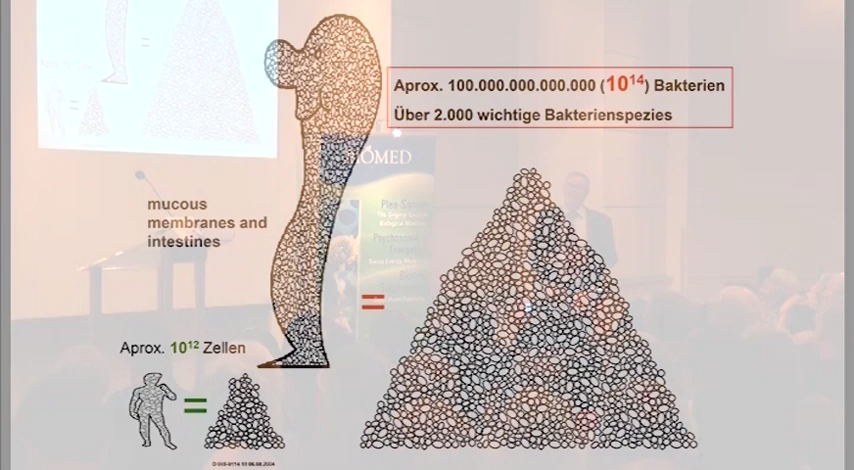 Aprox. 100.000.000.000.000 (10¹⁴) Bakterien
Über 2.000 wichtige Bakterienspezies
mucous
membranes and
intestines
Aprox. 10¹² Zellen
=
=